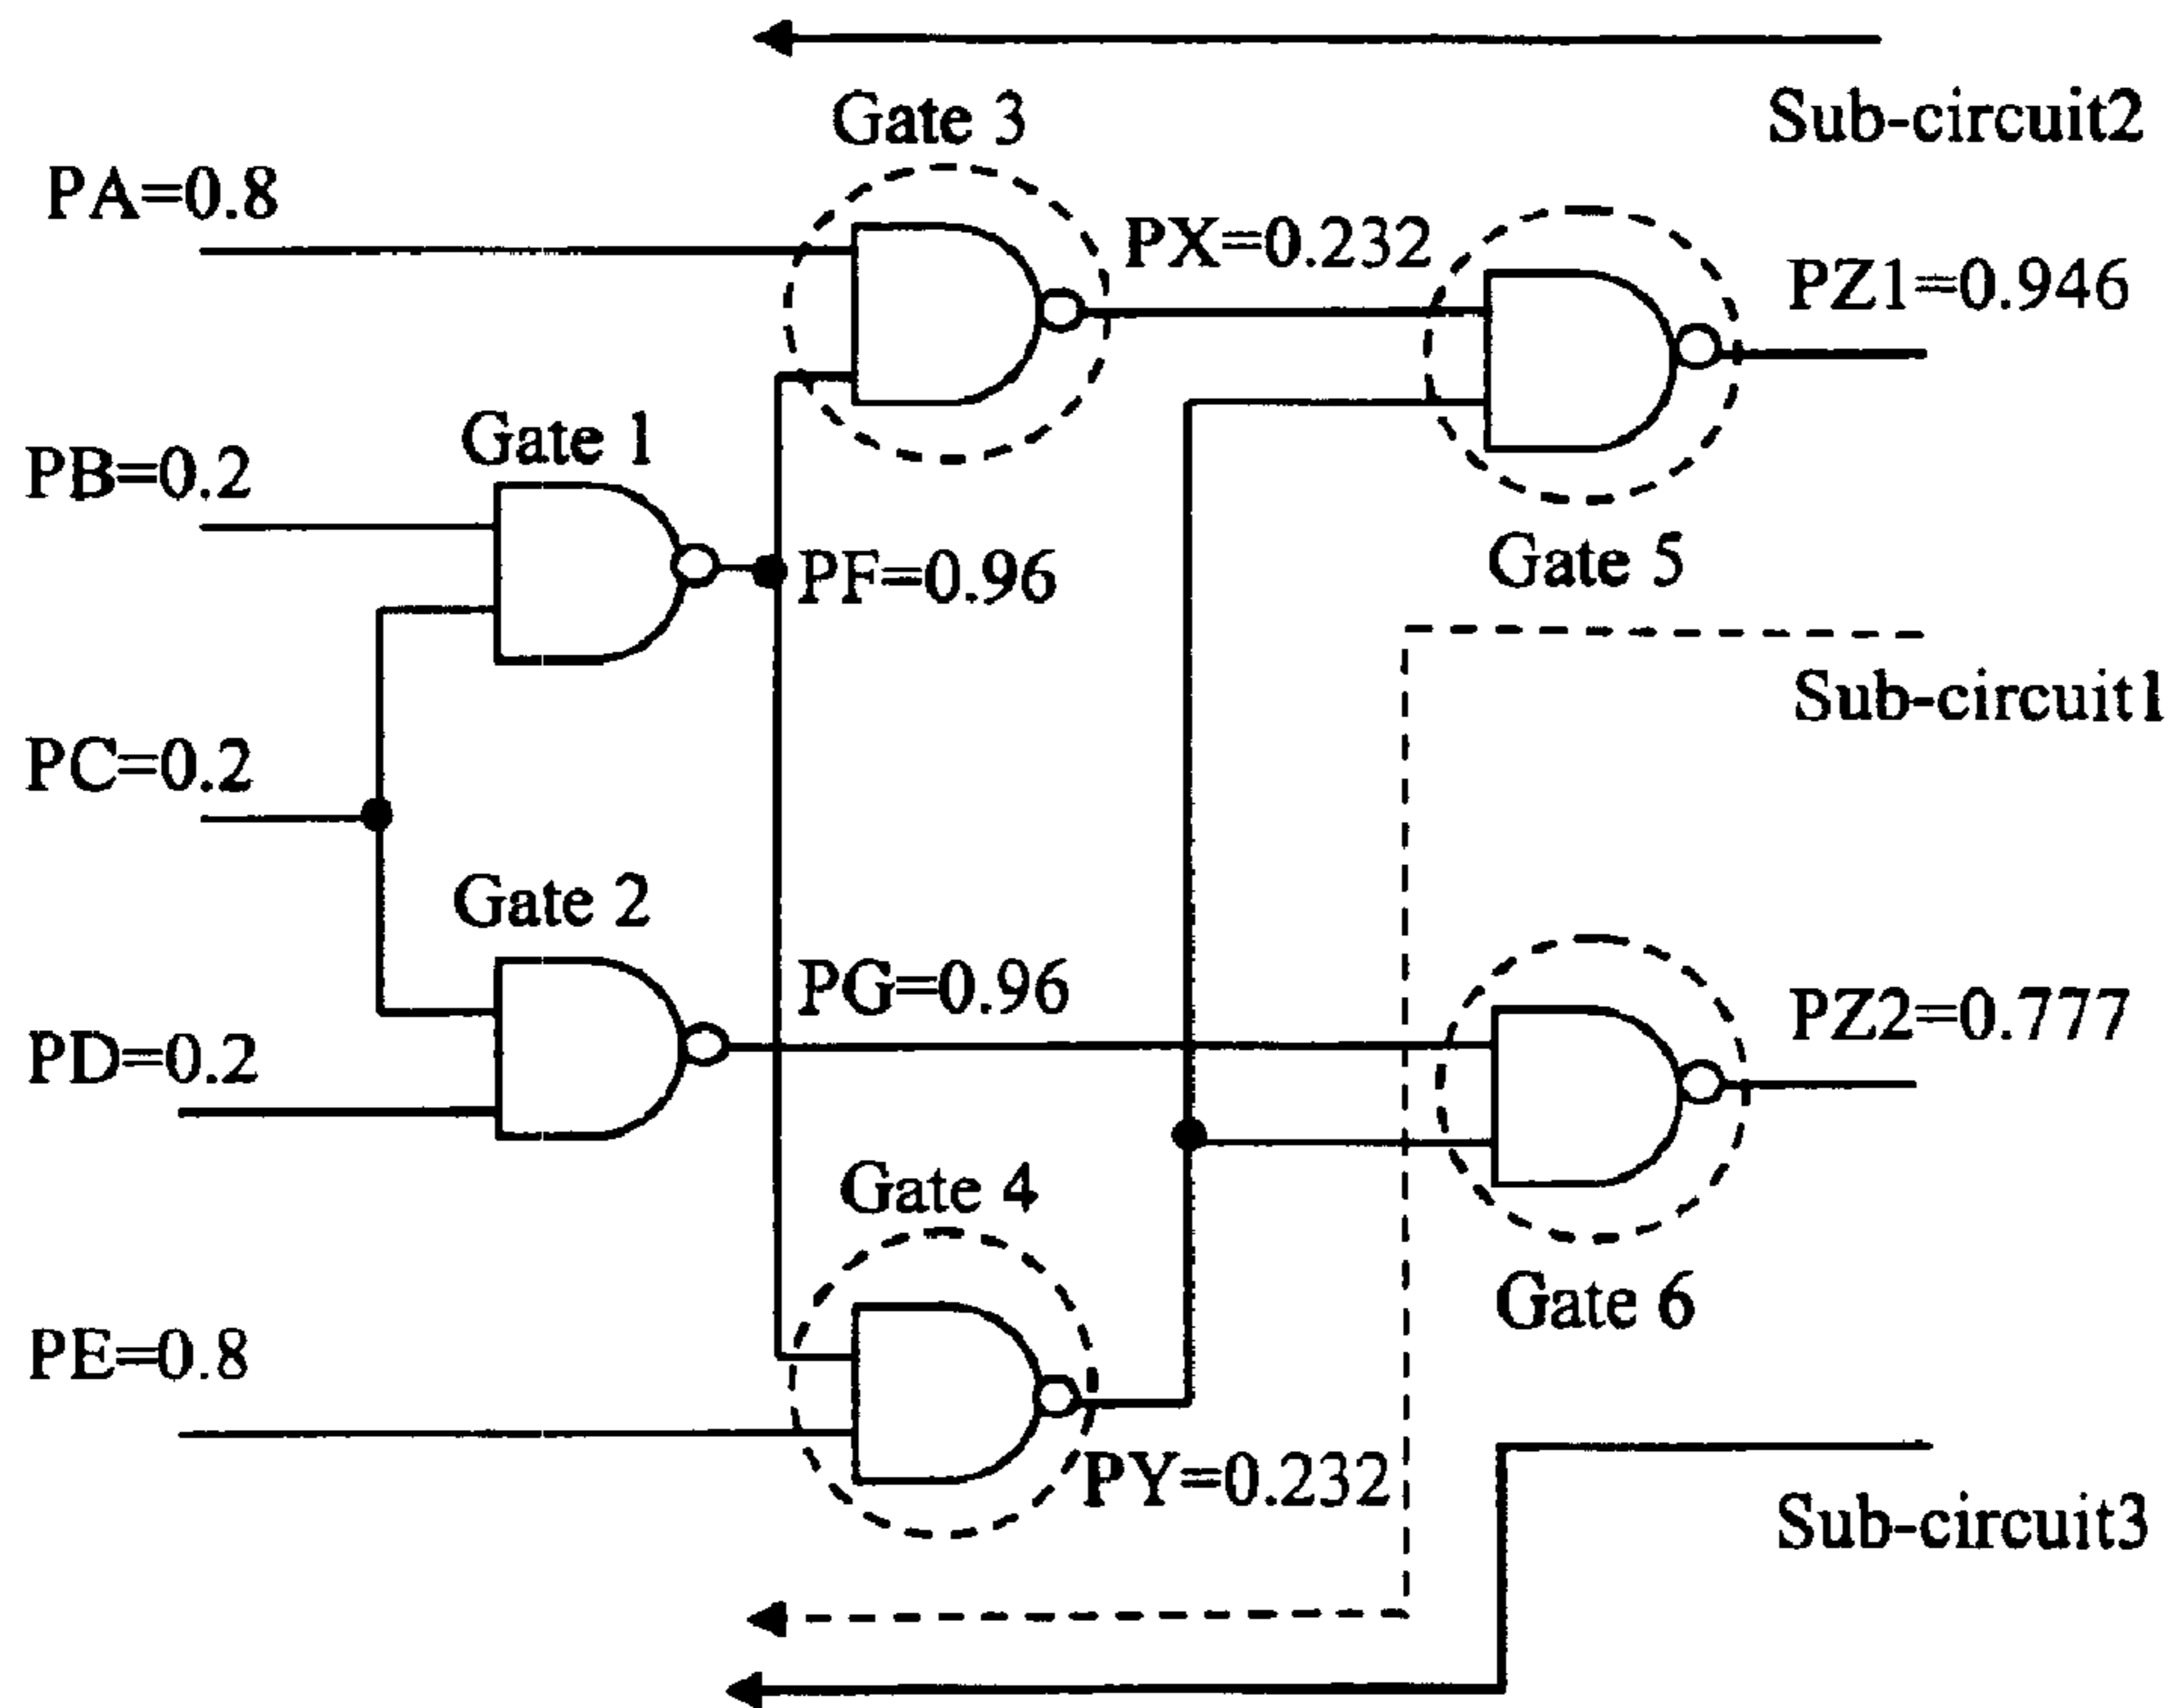 Sub-circuit2
Gate 3
PA=0.8
PX=0.232
PZ1=0.946
Gate 1
PB=0.2
PF=0.96
Gate 5
Sub-circuit1
PC=0.2
Gate 2
PG=0.96
PZ2=0.777
PD=0.2
Gate 4
Gate 6
PE=0.8
PY=0.232
Sub-circuit3